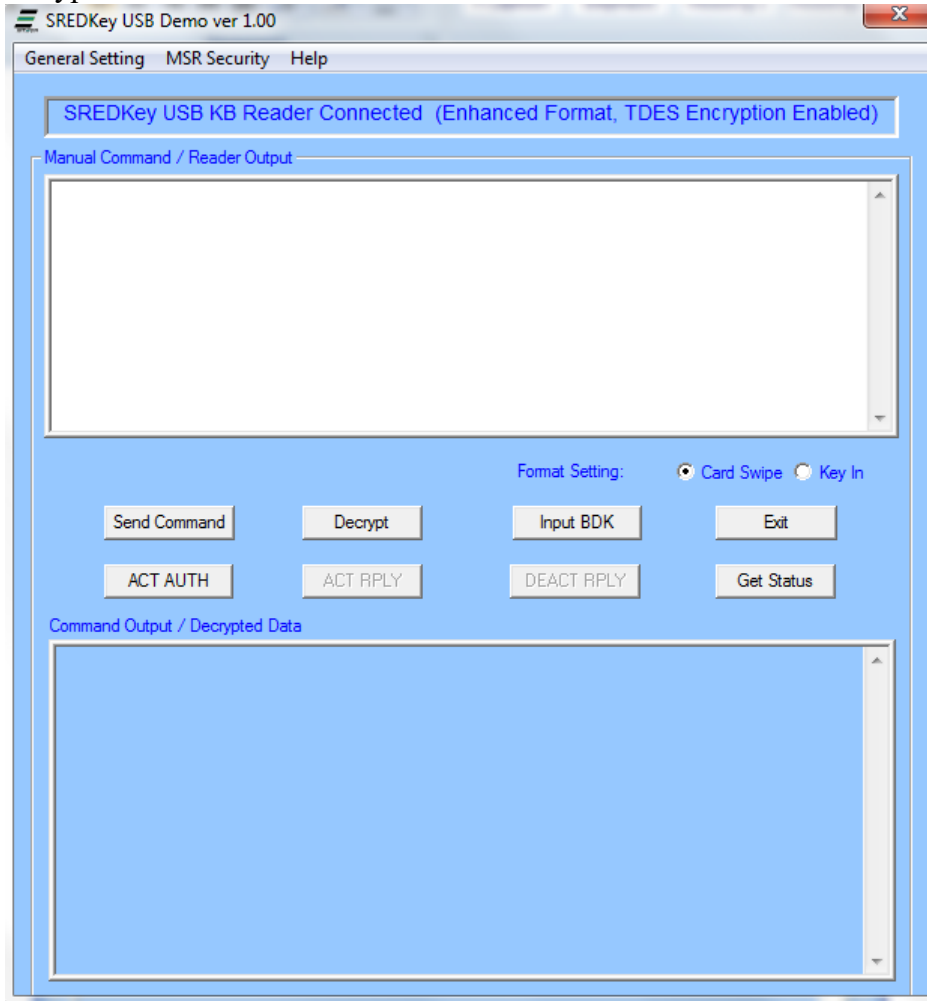 SREDKey USB Demo ver 1.00
General Setting MSR Security Help
SREDKey USB KB Reader Connected (Enhanced Format, TDES Encryption Enabled)
Manual Command / Reader Output
Format Setting: Card Swipe Key In
Send Command Decrypt Input BDK Exit
ACT AUTH ACT RPLY DEACT RPLY Get Status
Command Output / Decrypted Data